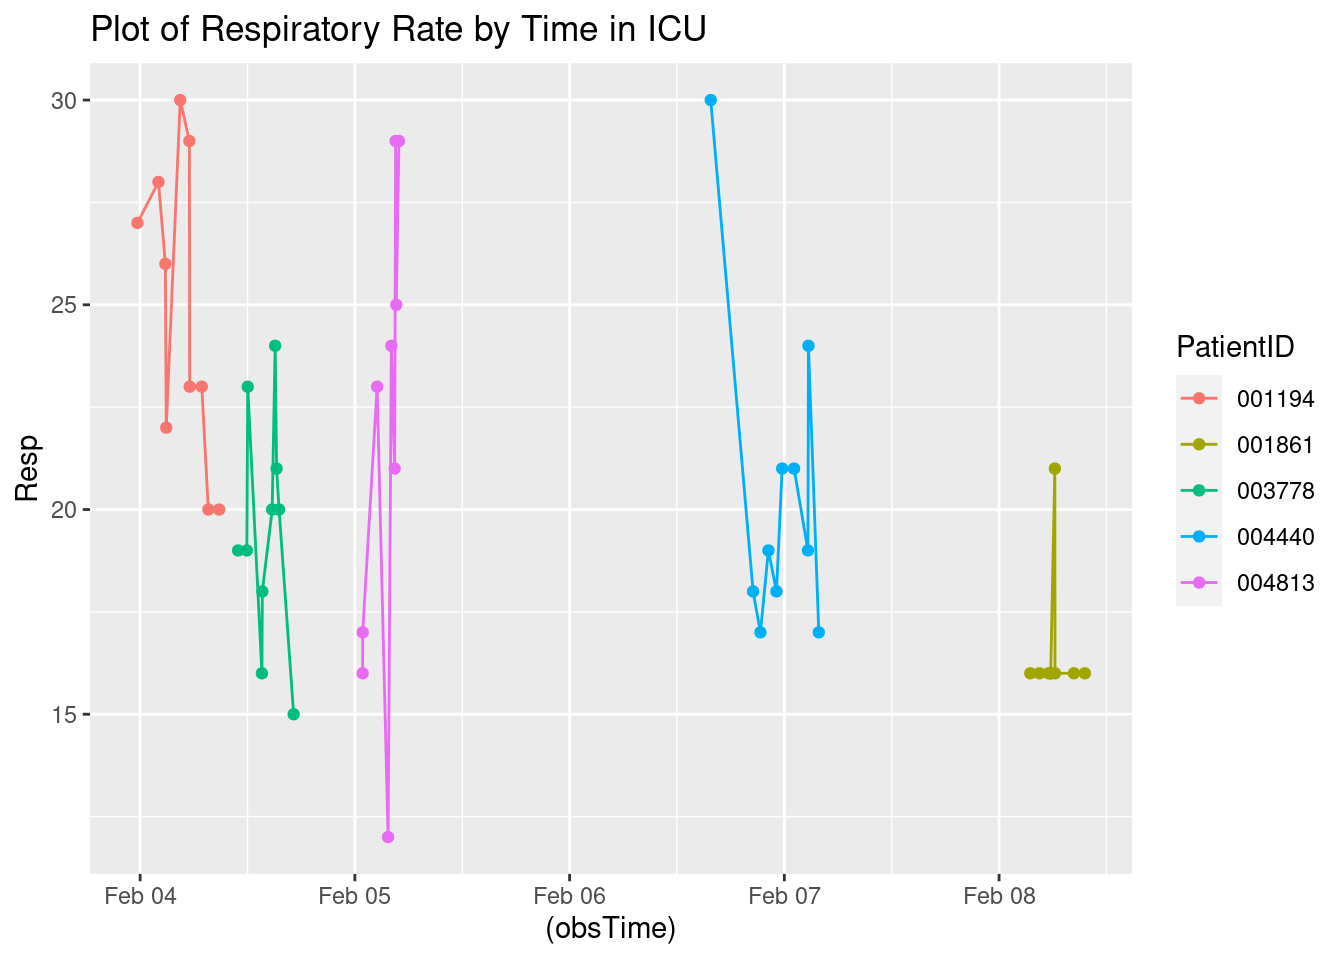 Plot of Respiratory Rate by Time in ICU
30
25
20
15
Resp
Feb 04
Feb 05
Feb 06
Feb 07
Feb 08
(obsTime)
PatientID
001194
001861
003778
004440
004813